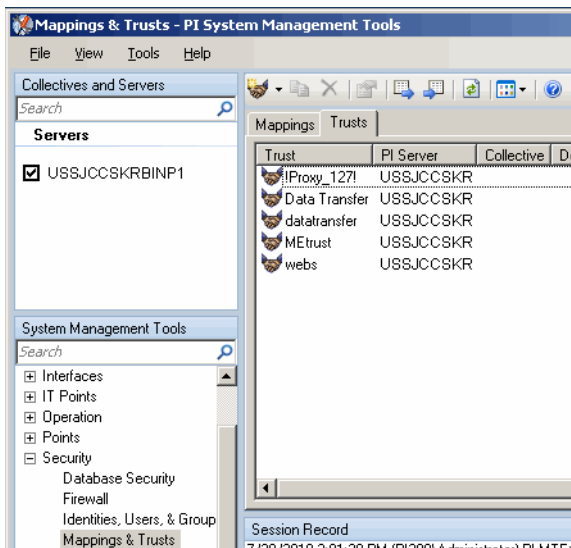 Mappings & Trusts - PI System Management Tools
File View Tools Help
Collectives and Servers
Search
Servers
USSJCCSKRBINP1
System Management Tools
Search
Interfaces
IT Points
Operation
Points
Security
Database Security
Firewall
Identities, Users, & Group
Mappings & Trusts
Mappings Trusts
Trust PI Server Collective
!Proxy_127! USSJCCSKR
Data Transfer USSJCCSKR
datatransfer USSJCCSKR
MEtrust USSJCCSKR
webs USSJCCSKR
Session Record